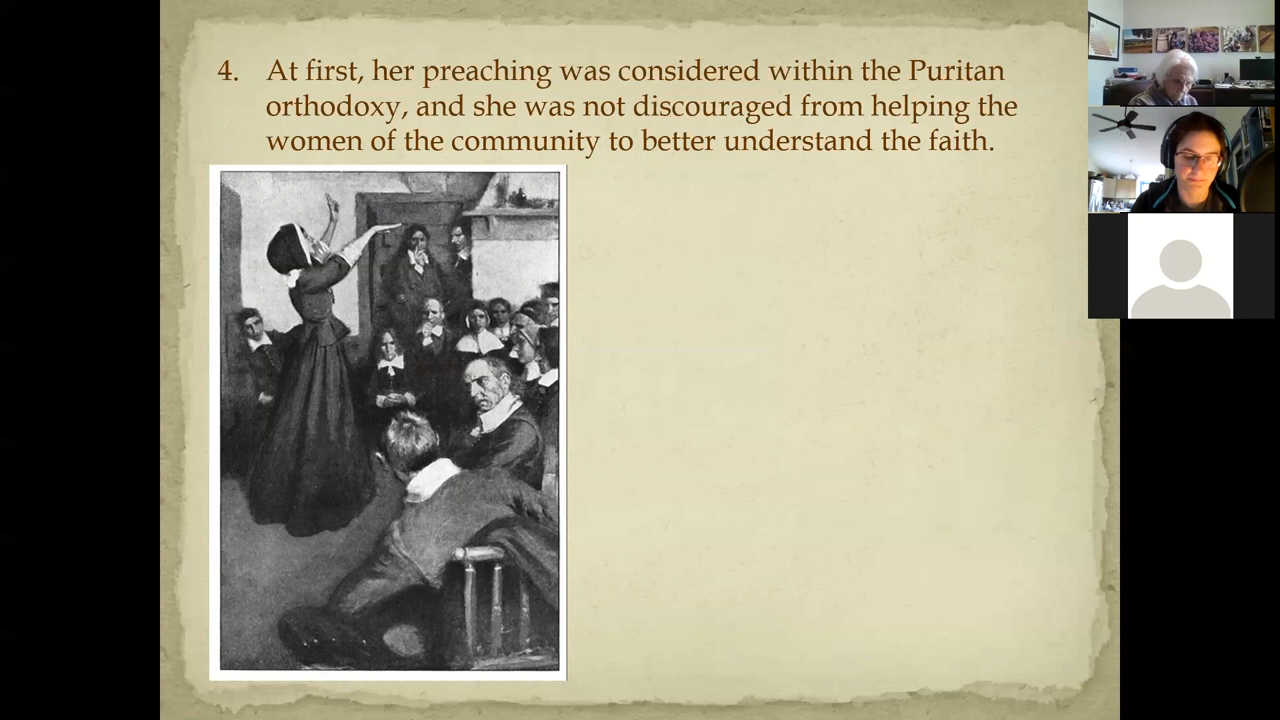 4. At first, her preaching was considered within the Puritan
orthodoxy, and she was not discouraged from helping the
women of the community to better understand the faith.